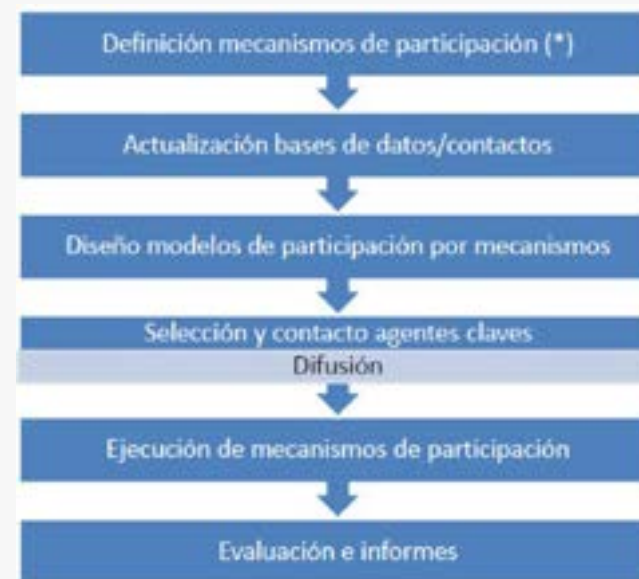 Definición mecanismos de participación (*)
Actualización bases de datos/contactos
Diseño modelos de participación por mecanismos
Selección y contacto agentes claves
Difusión
Ejecución de mecanismos de participación
Evaluación e informes